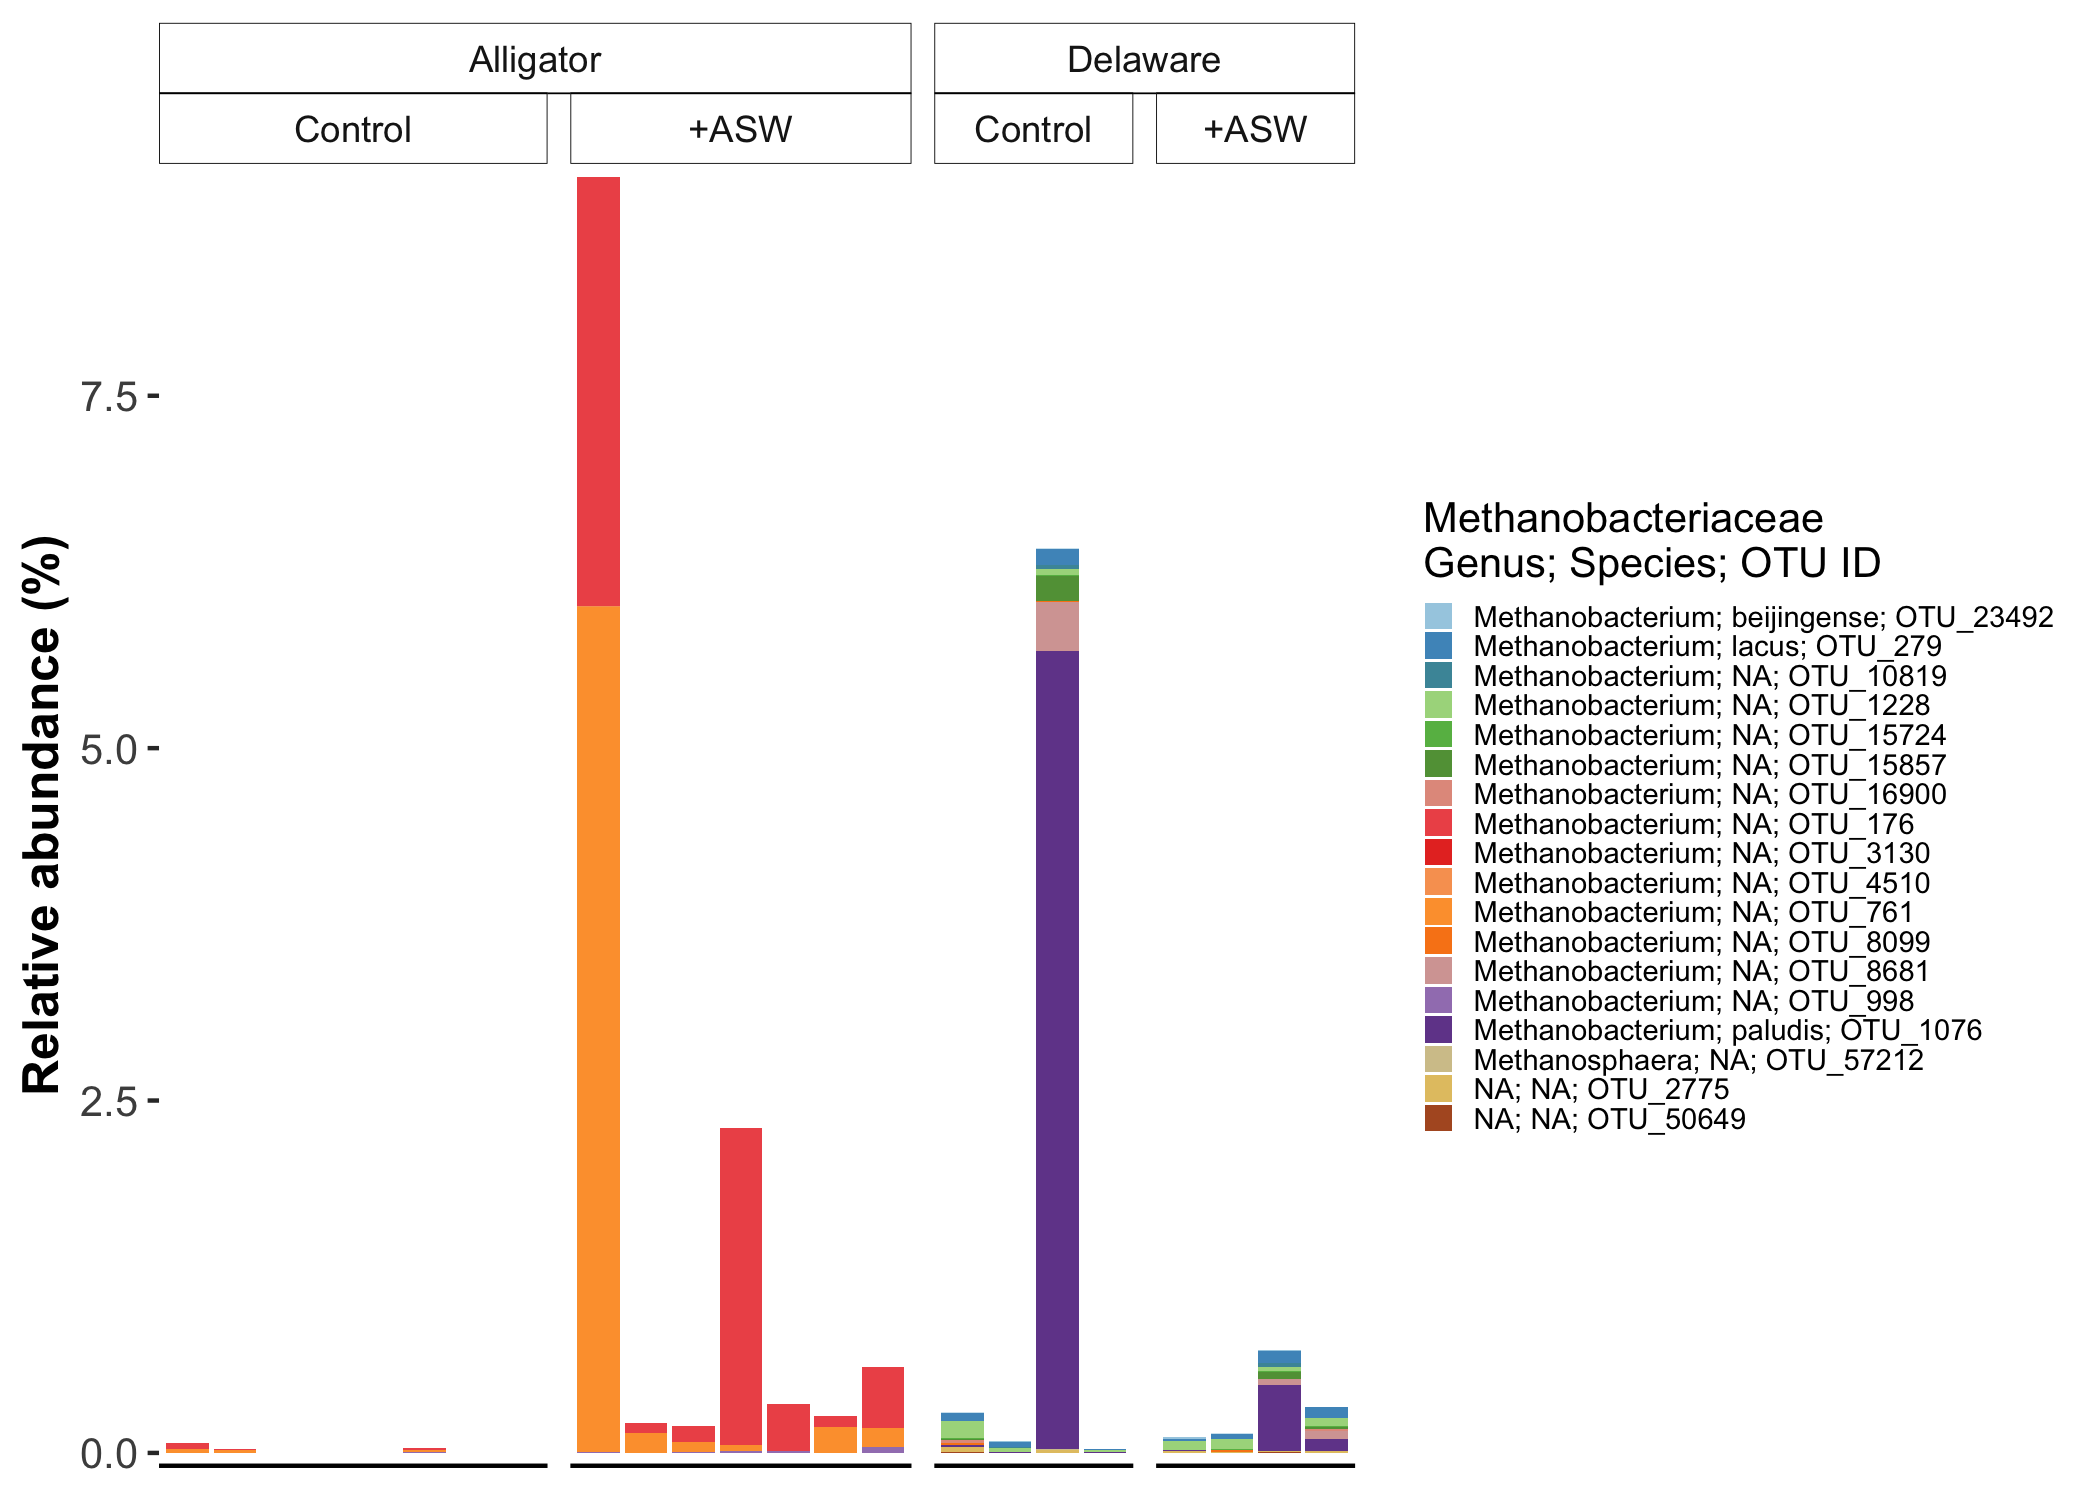 Alligator
Delaware
Control
+ASW
Control
+ASW
Relative abundance (%)
7.5
5.0
2.5
0.0
Methanobacteriaceae
Genus; Species; OTU ID
Methanobacterium; beijingense; OTU_23492
Methanobacterium; lacus; OTU_279
Methanobacterium; NA; OTU_10819
Methanobacterium; NA; OTU_1228
Methanobacterium; NA; OTU_15724
Methanobacterium; NA; OTU_15857
Methanobacterium; NA; OTU_16900
Methanobacterium; NA; OTU_176
Methanobacterium; NA; OTU_3130
Methanobacterium; NA; OTU_4510
Methanobacterium; NA; OTU_761
Methanobacterium; NA; OTU_8099
Methanobacterium; NA; OTU_8681
Methanobacterium; NA; OTU_998
Methanobacterium; paludis; OTU_1076
Methanosphaera; NA; OTU_57212
NA; NA; OTU_2775
NA; NA; OTU_50649